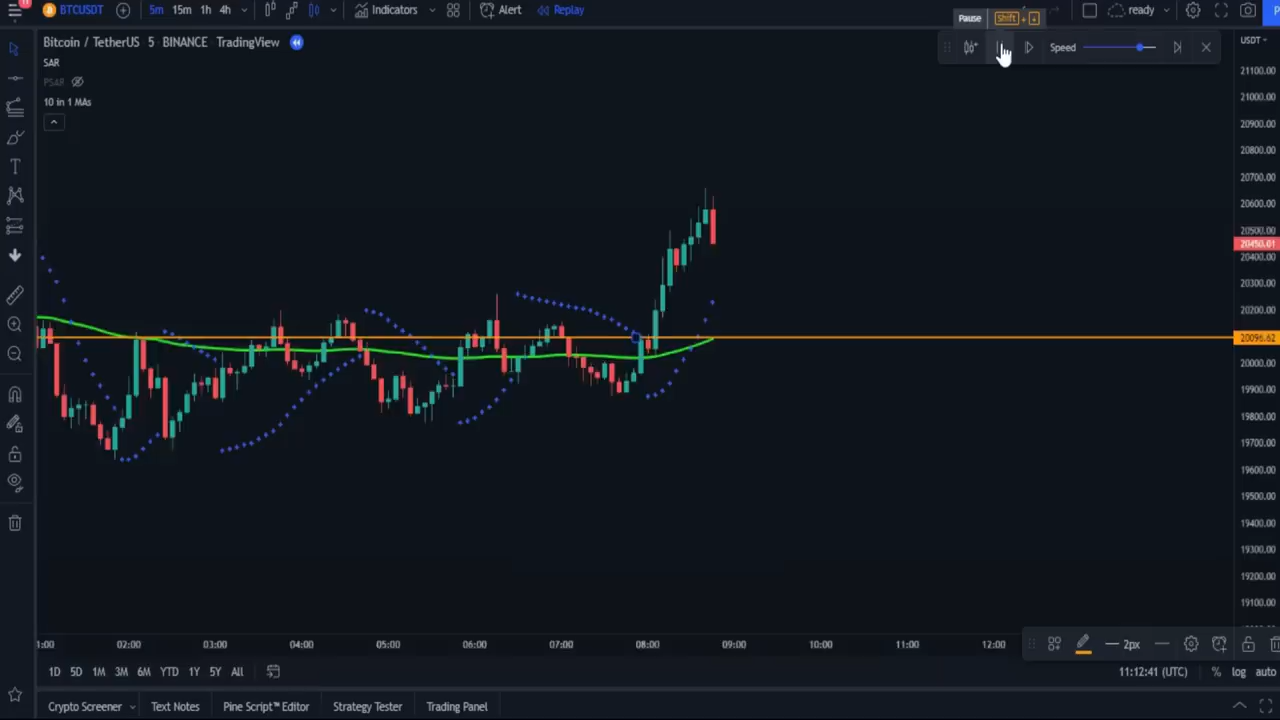 11
BTCUSDT 5m 15m 1h 4h Indicators Alert Replay ready
Pause Shift + ↓
Speed
Bitcoin / TetherUS 5 BINANCE TradingView
SAR
PSAR
10 in 1 MAs
USDT
21100.00
21000.00
20900.00
20800.00
20700.00
20600.00
20500.00
20450.01
20400.00
20300.00
20200.00
20096.62
20000.00
19900.00
19800.00
19700.00
19600.00
19500.00
19400.00
19300.00
19200.00
19100.00
1:00 02:00 03:00 04:00 05:00 06:00 07:00 08:00 09:00 10:00 11:00 12:00
2px
1D 5D 1M 3M 6M YTD 1Y 5Y All
11:12:41 (UTC) % log auto
Crypto Screener Text Notes Pine Script™ Editor Strategy Tester Trading Panel